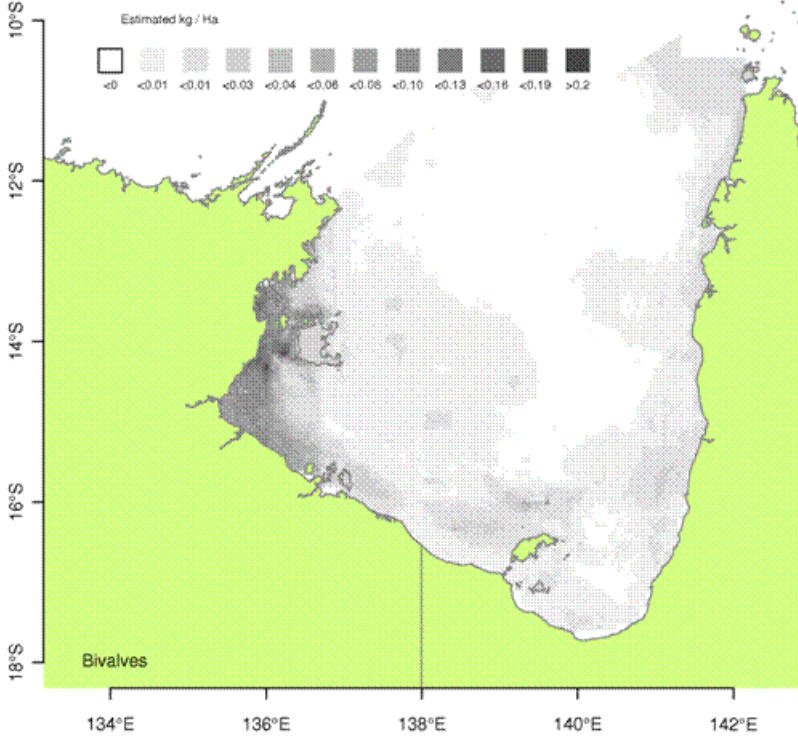 Estimated kg / Ha
<0 <0.01 <0.01 <0.03 <0.04 <0.06 <0.08 <0.10 <0.13 <0.16 <0.19 >0.2
10°S
12°S
14°S
16°S
18°S
Bivalves
134°E 136°E 138°E 140°E 142°E